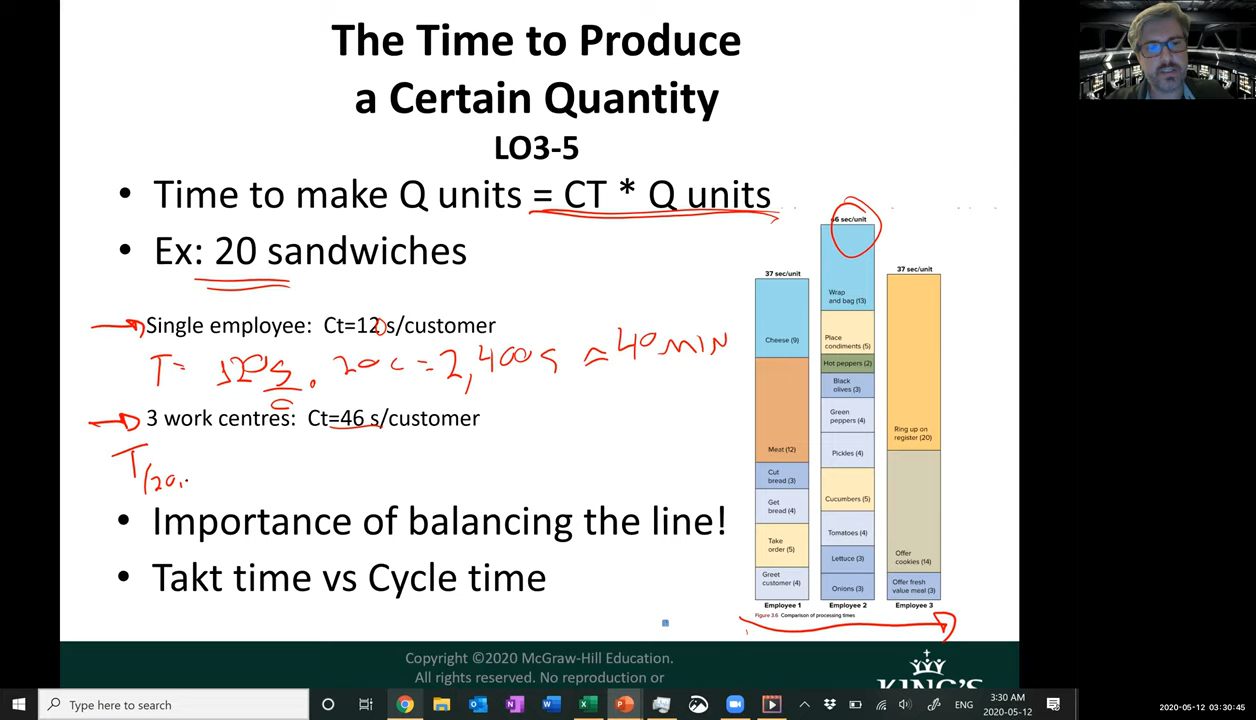 The Time to Produce
a Certain Quantity
LO3-5
• Time to make Q units = CT * Q units
• Ex: 20 sandwiches
Single employee: Ct=120 s/customer
T = 120 s/c · 20 c = 2,400 s ≈ 40 MIN
3 work centres: Ct=46 s/customer
T/20
• Importance of balancing the line!
• Takt time vs Cycle time
37 sec/unit
Cheese (9)
Meat (12)
Cut
bread (3)
Get
bread (4)
Take
order (5)
Greet
customer (4)
Employee 1
46 sec/unit
Wrap
and bag (13)
Place
condiments (5)
Hot peppers (2)
Black
olives (3)
Green
peppers (4)
Pickles (4)
Cucumbers (5)
Tomatoes (4)
Lettuce (3)
Onions (3)
Employee 2
37 sec/unit
Ring up on
register (20)
Offer
cookies (14)
Offer fresh
value meal (3)
Employee 3
Figure 3.6 Comparison of processing times
Copyright ©2020 McGraw-Hill Education.
All rights reserved. No reproduction or
KING'S
Type here to search
ENG
3:30 AM
2020-05-12
2020-05-12 03:30:45